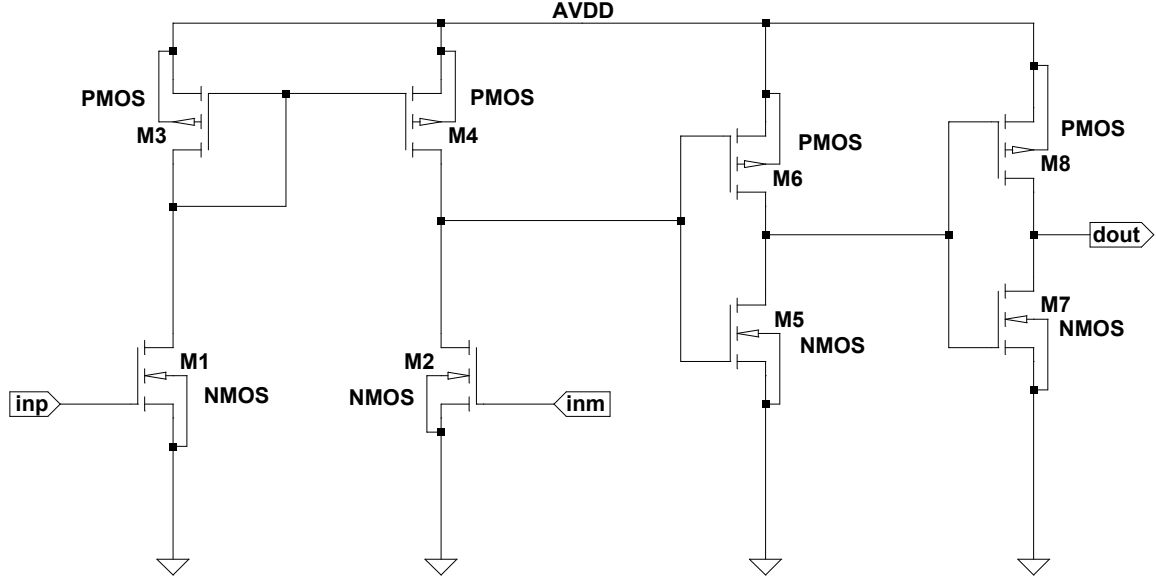 AVDD
PMOS
M3
PMOS
M4
PMOS
M6
PMOS
M8
dout
M1
NMOS
inp
M2
NMOS
inm
M5
NMOS
M7
NMOS